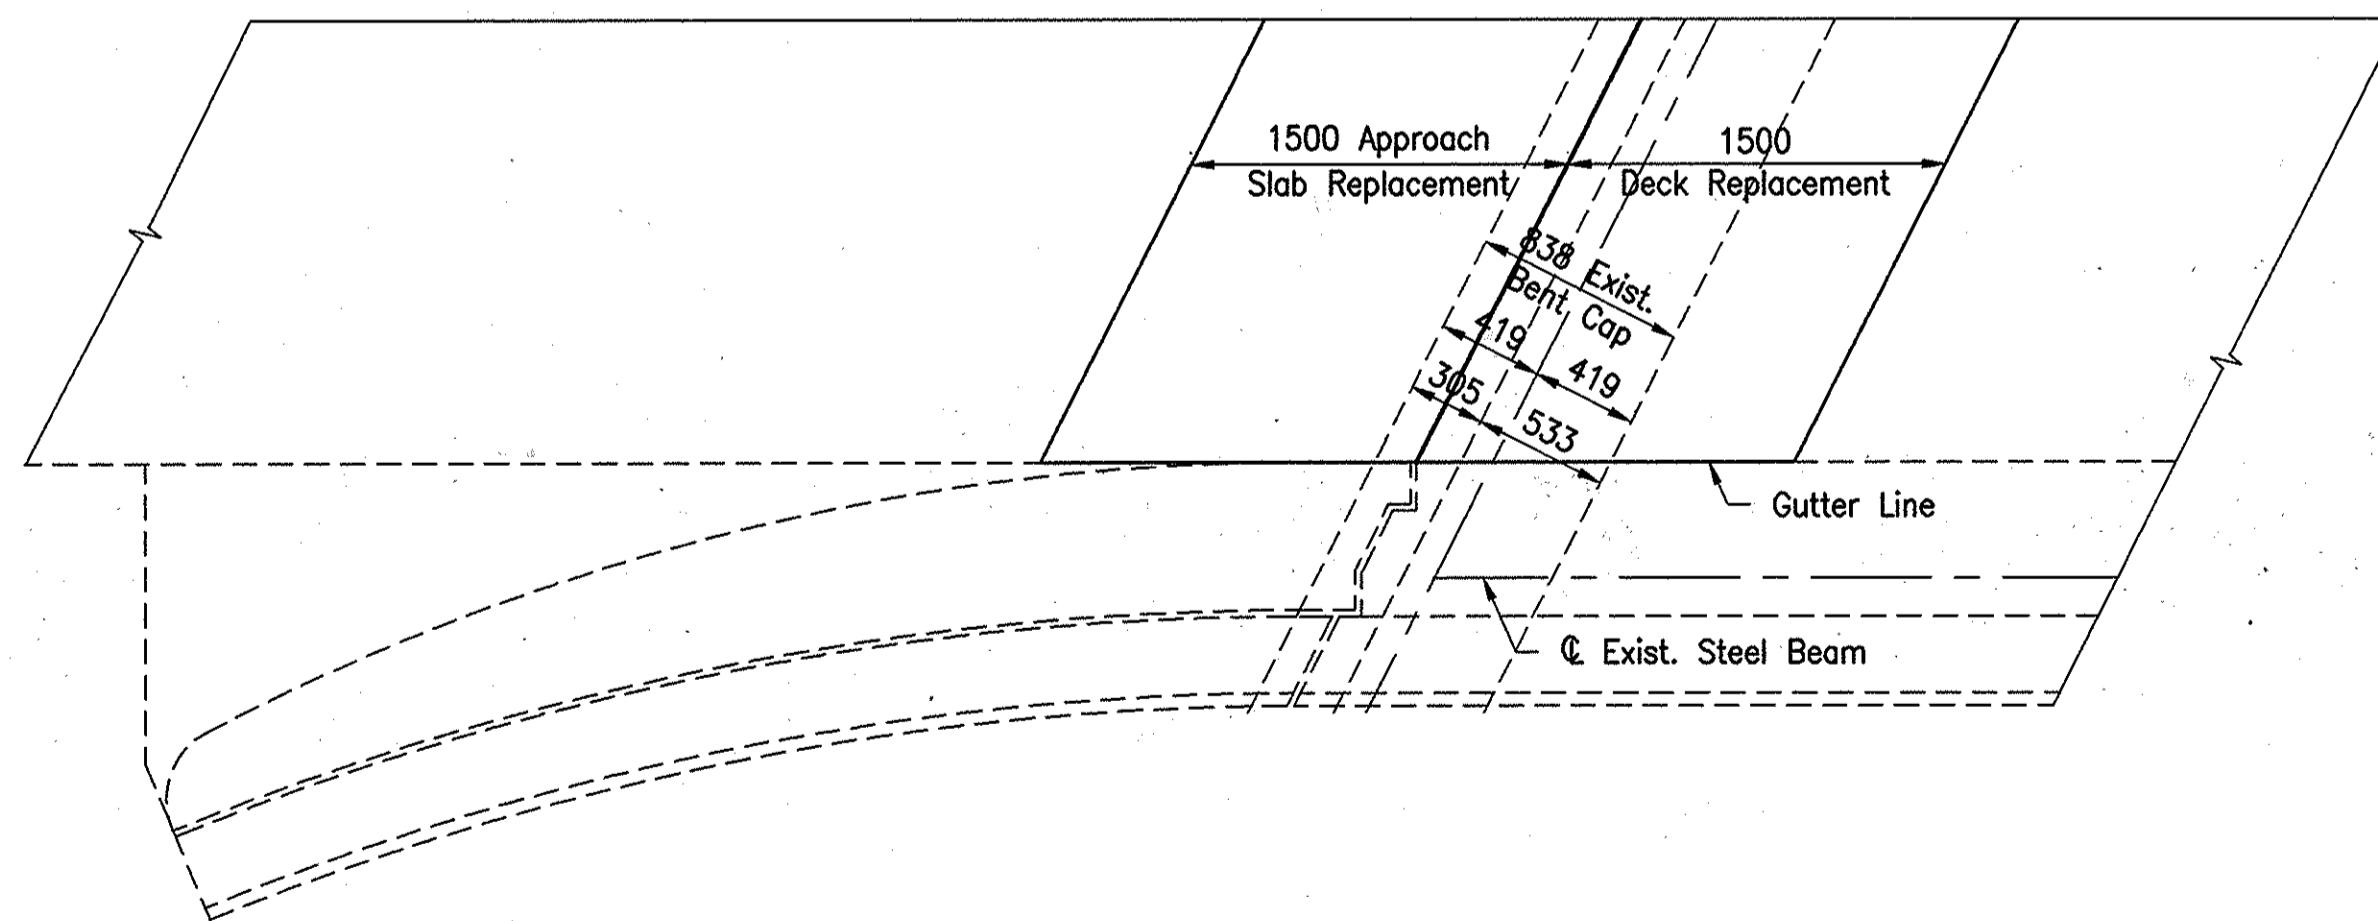 1500 Approach
Slab Replacement
1500
Deck Replacement
838 Exist.
Bent Cap
419
419
305
533
Gutter Line
℄ Exist. Steel Beam